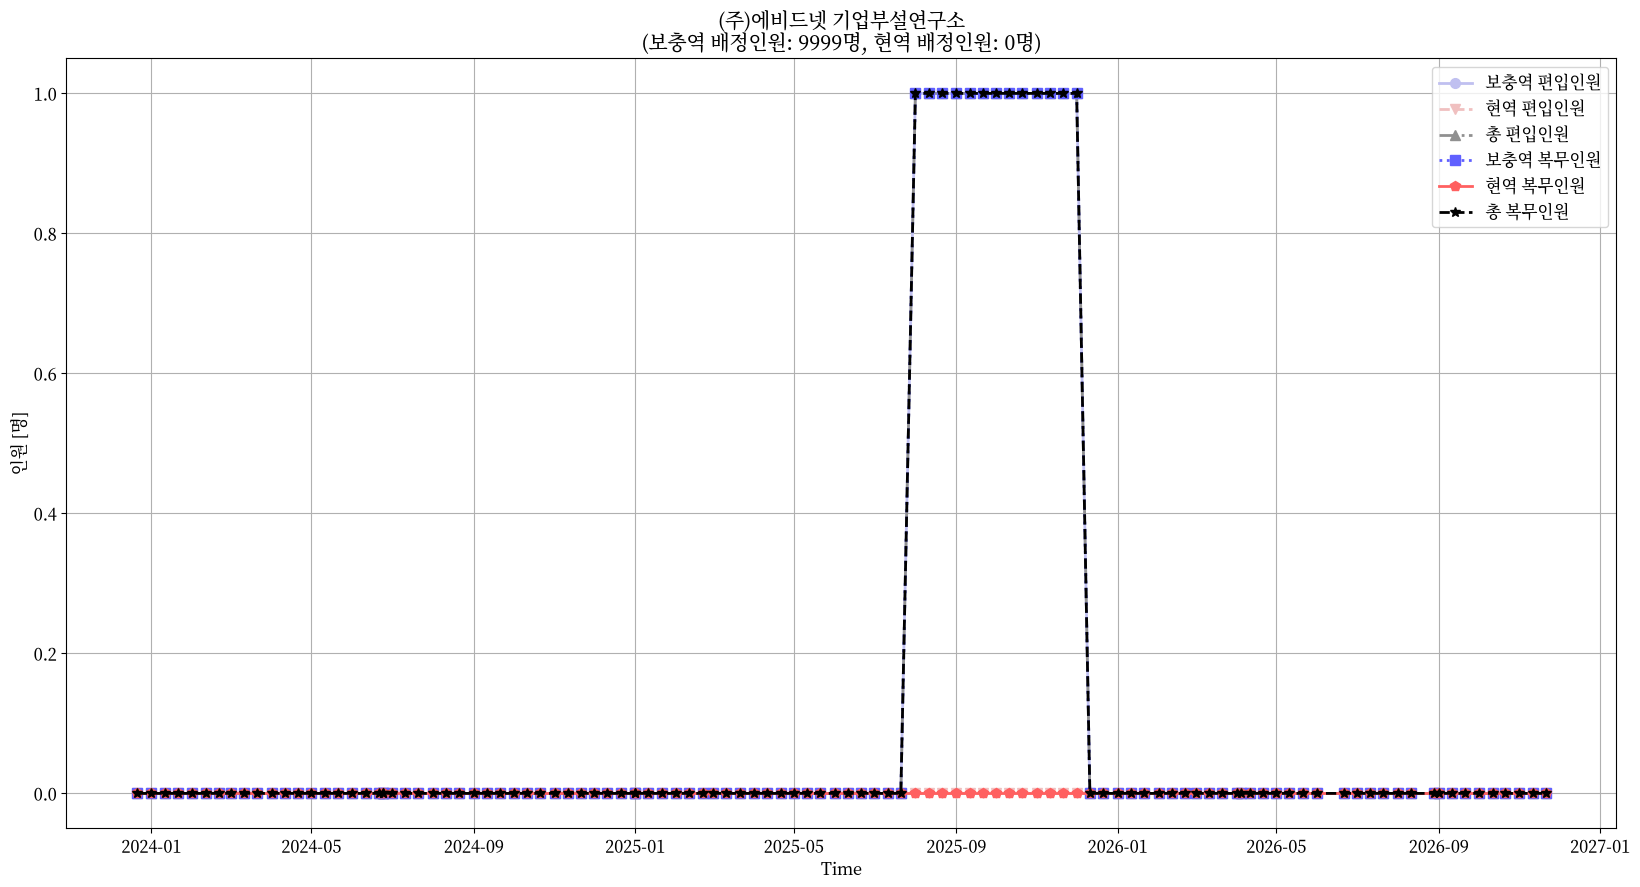 (주)에비드넷 기업부설연구소
(보충역 배정인원: 9999명, 현역 배정인원: 0명)
보충역 편입인원
현역 편입인원
총 편입인원
보충역 복무인원
현역 복무인원
총 복무인원
1.0
0.8
0.6
0.4
0.2
0.0
인원 [명]
2024-01
2024-05
2024-09
2025-01
2025-05
2025-09
2026-01
2026-05
2026-09
2027-01
Time